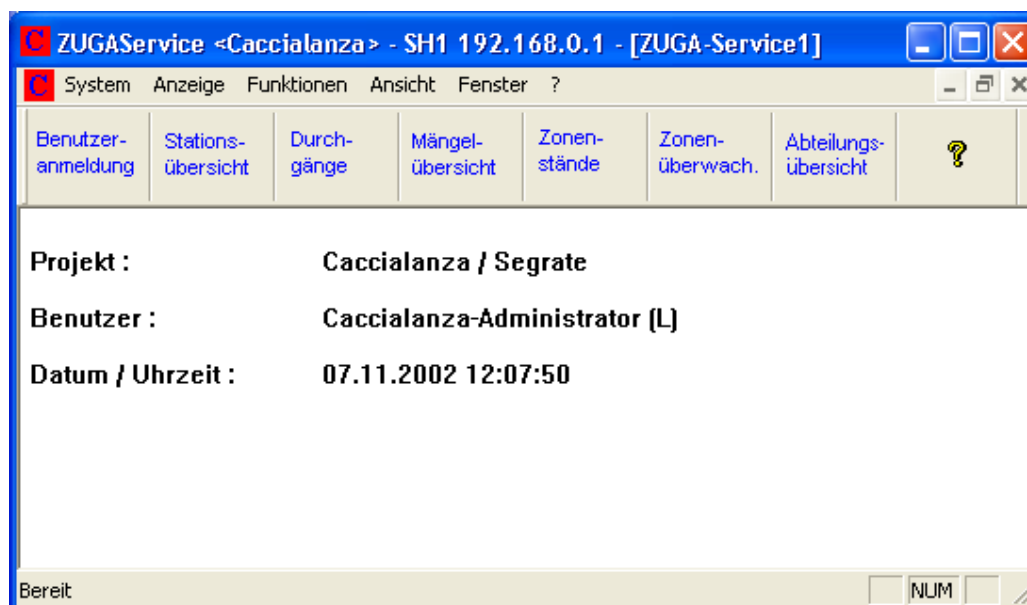 C ZUGAService <Caccialanza> - SH1 192.168.0.1 - [ZUGA-Service1]
C System Anzeige Funktionen Ansicht Fenster ?
Benutzer-
anmeldung
Stations-
übersicht
Durch-
gänge
Mängel-
übersicht
Zonen-
stände
Zonen-
überwach.
Abteilungs-
übersicht
?
Projekt : Caccialanza / Segrate
Benutzer : Caccialanza-Administrator (L)
Datum / Uhrzeit : 07.11.2002 12:07:50
Bereit NUM